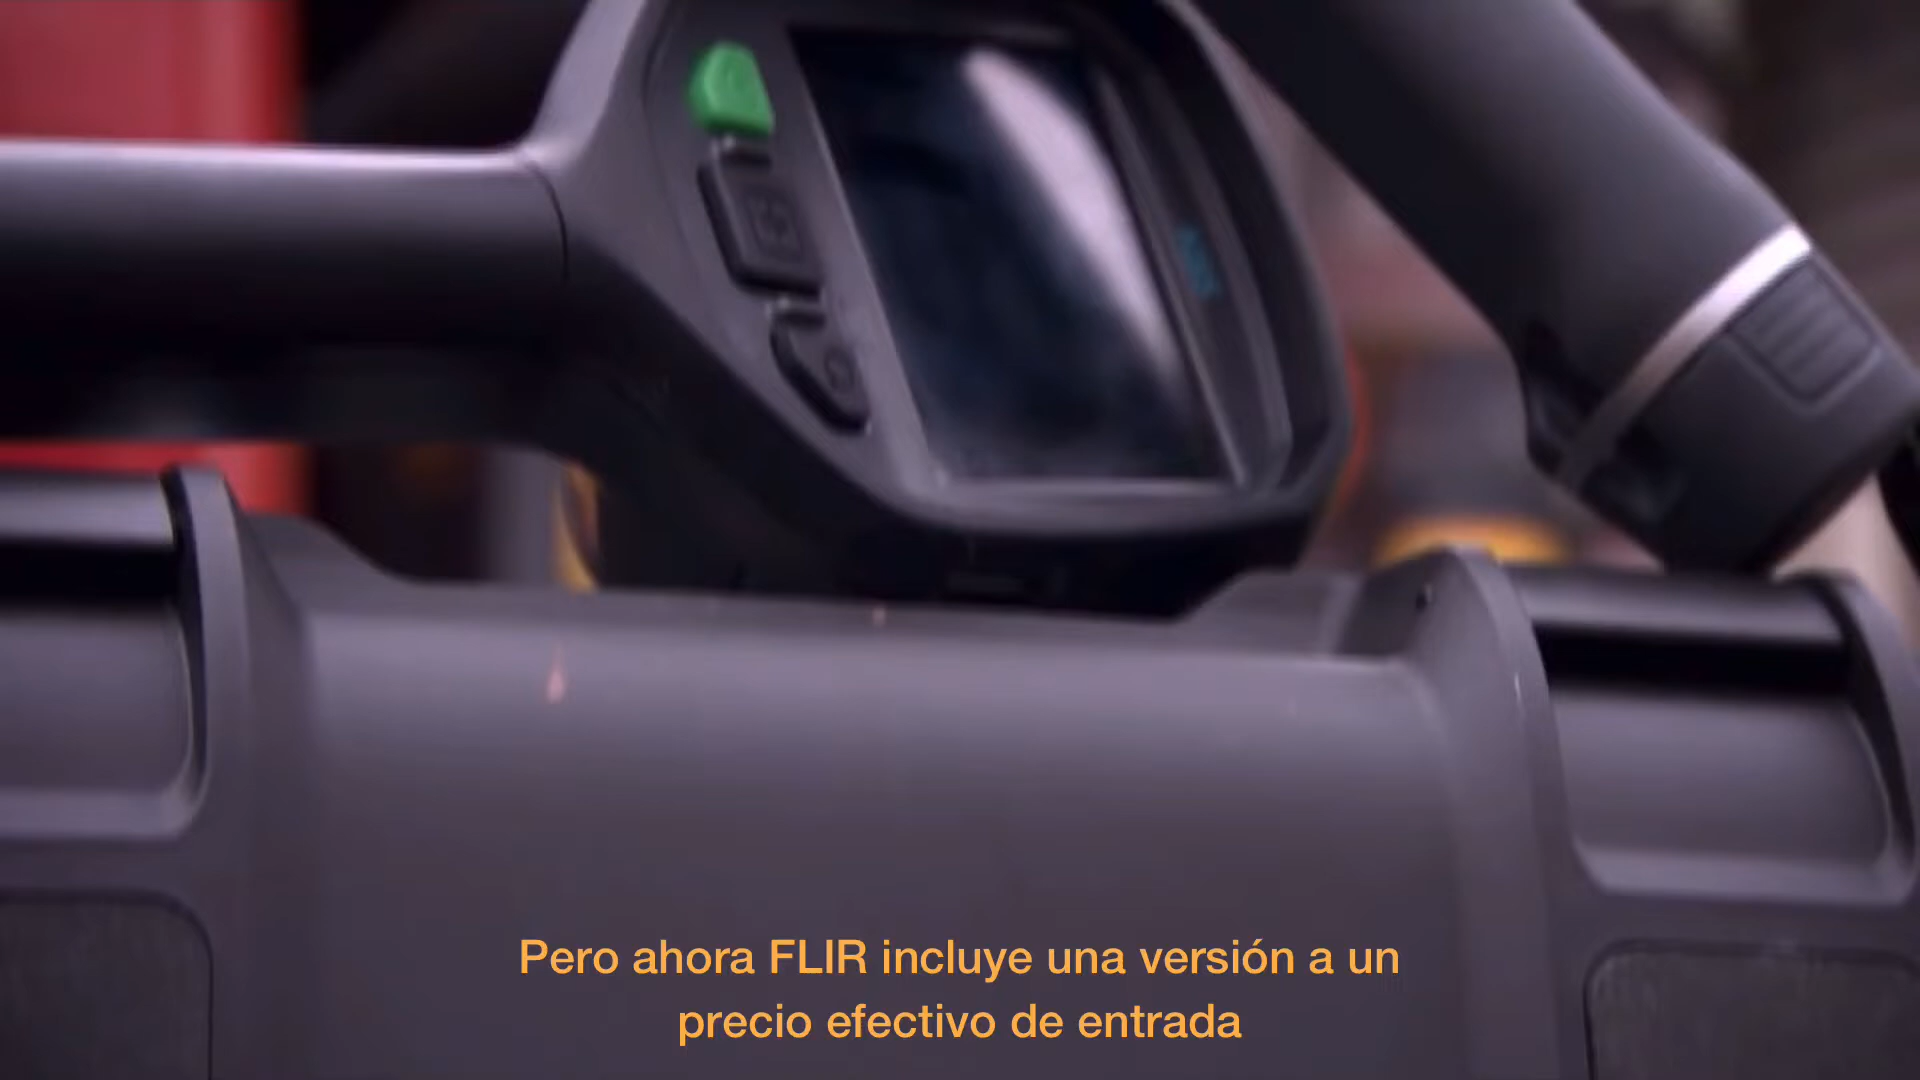 Pero ahora FLIR incluye una versión a un
precio efectivo de entrada